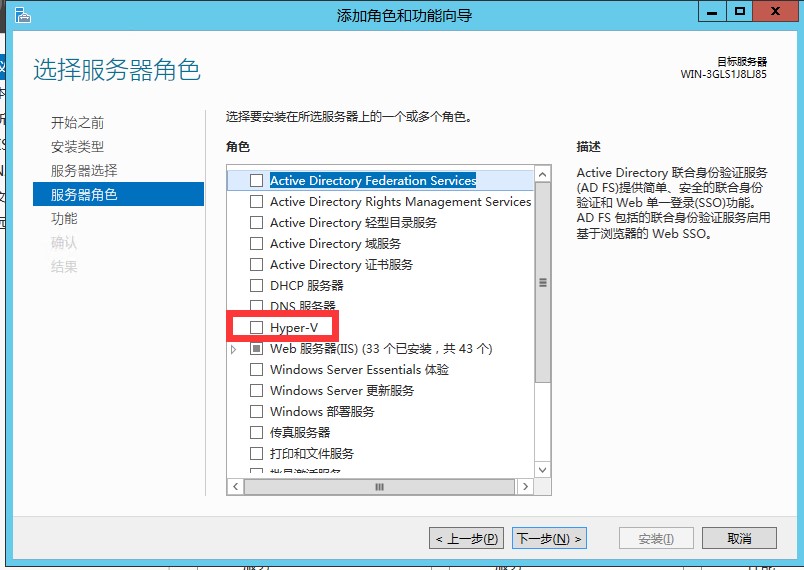 添加角色和功能向导
选择服务器角色
目标服务器
WIN-3GLS1J8LJ85
开始之前
安装类型
服务器选择
服务器角色
功能
确认
结果
选择要安装在所选服务器上的一个或多个角色。
角色
Active Directory Federation Services
Active Directory Rights Management Services
Active Directory 轻型目录服务
Active Directory 域服务
Active Directory 证书服务
DHCP 服务器
DNS 服务器
Hyper-V
Web 服务器(IIS) (33 个已安装，共 43 个)
Windows Server Essentials 体验
Windows Server 更新服务
Windows 部署服务
传真服务器
打印和文件服务
批量激活服务
描述
Active Directory 联合身份验证服务
(AD FS)提供简单、安全的联合身份
验证和 Web 单一登录(SSO)功能。
AD FS 包括的联合身份验证服务启用
基于浏览器的 Web SSO。
< 上一步(P)
下一步(N) >
安装(I)
取消